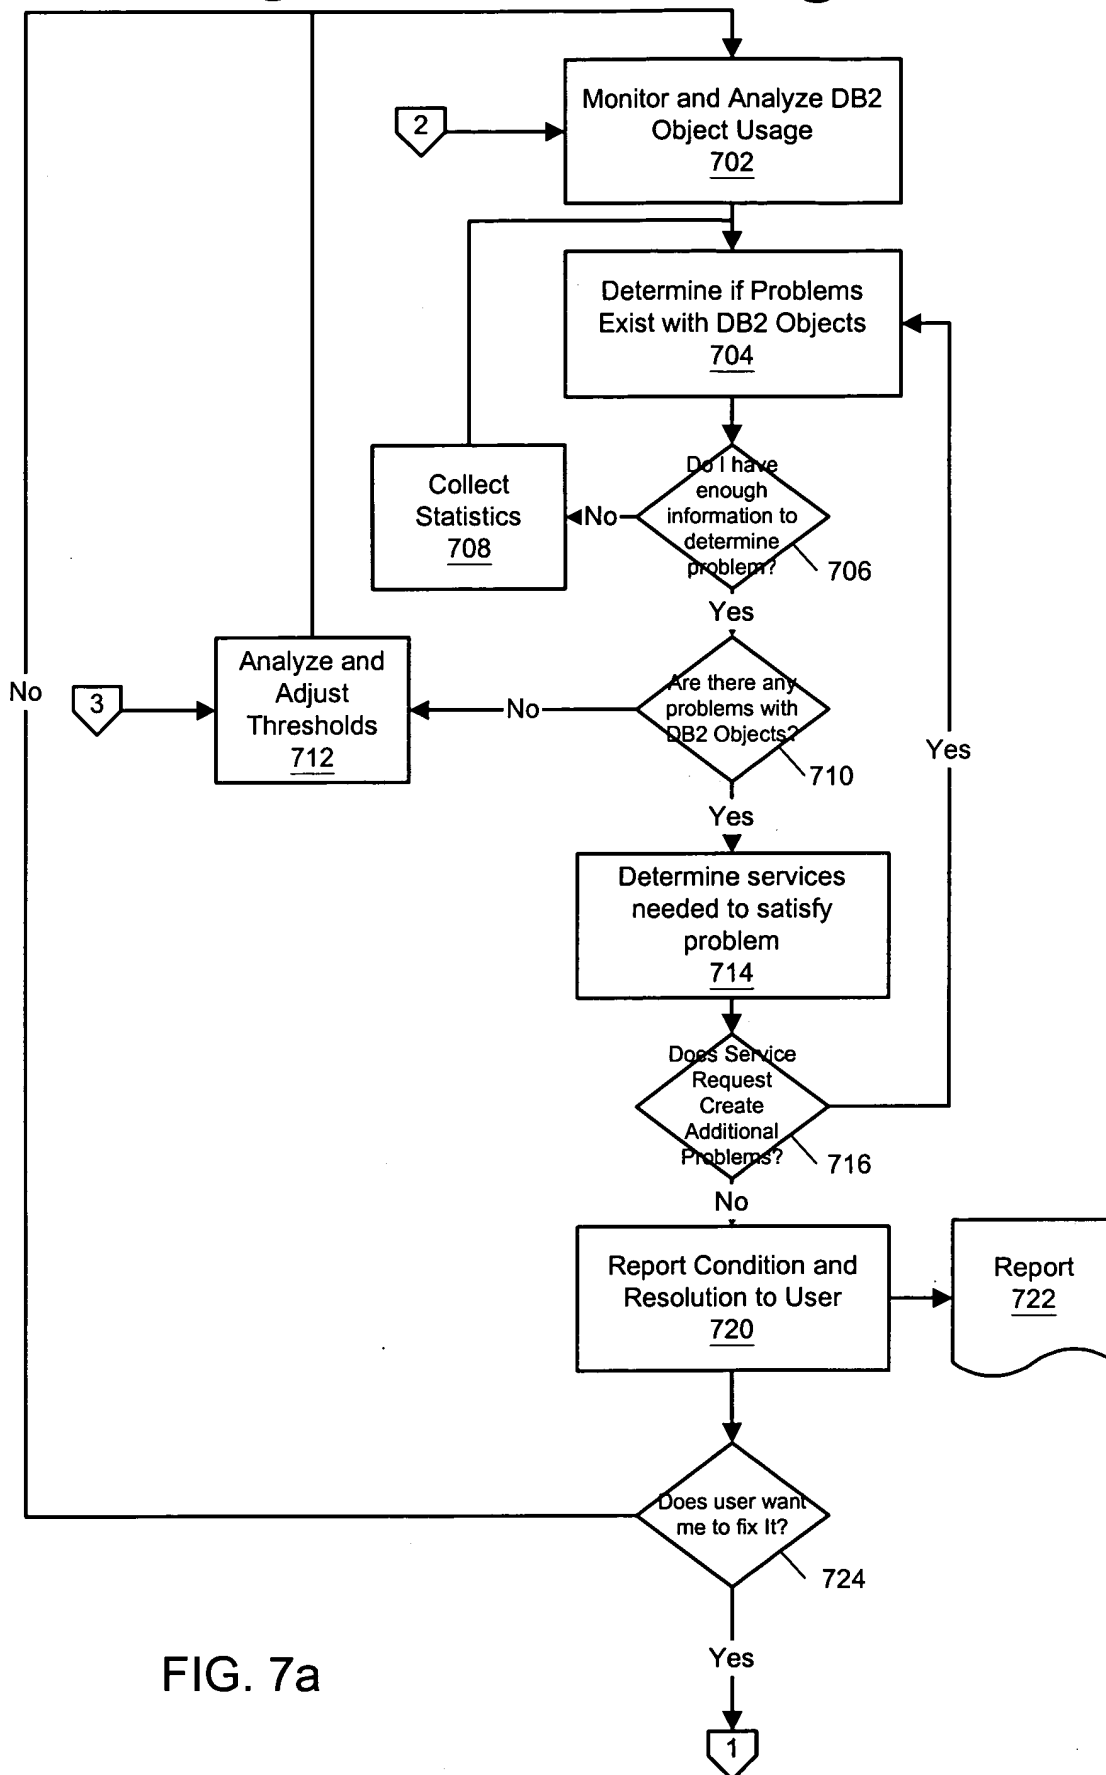 2
Monitor and Analyze DB2
Object Usage
702
Determine if Problems
Exist with DB2 Objects
704
Collect
Statistics
708
No
Do I have
enough
information to
determine
problem?
706
Yes
No
3
Analyze and
Adjust
Thresholds
712
No
Are there any
problems with
DB2 Objects?
710
Yes
Yes
Determine services
needed to satisfy
problem
714
Does Service
Request
Create
Additional
Problems?
716
No
Report Condition and
Resolution to User
720
Report
722
Does user want
me to fix It?
724
Yes
FIG. 7a
1